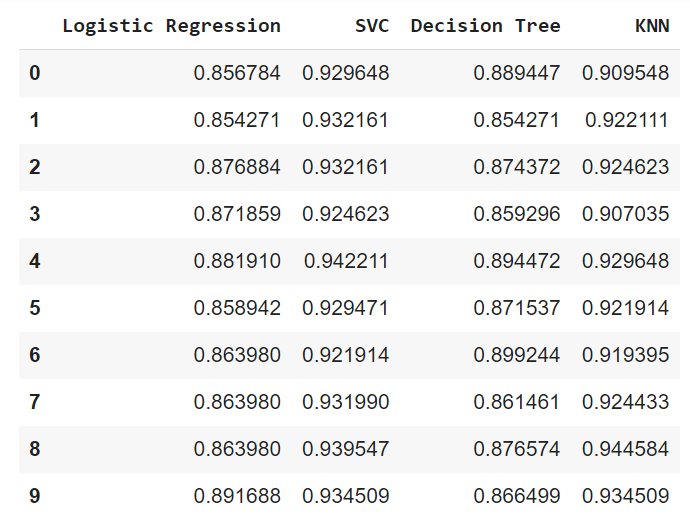 Logistic Regression SVC Decision Tree KNN
0 0.856784 0.929648 0.889447 0.909548
1 0.854271 0.932161 0.854271 0.922111
2 0.876884 0.932161 0.874372 0.924623
3 0.871859 0.924623 0.859296 0.907035
4 0.881910 0.942211 0.894472 0.929648
5 0.858942 0.929471 0.871537 0.921914
6 0.863980 0.921914 0.899244 0.919395
7 0.863980 0.931990 0.861461 0.924433
8 0.863980 0.939547 0.876574 0.944584
9 0.891688 0.934509 0.866499 0.934509